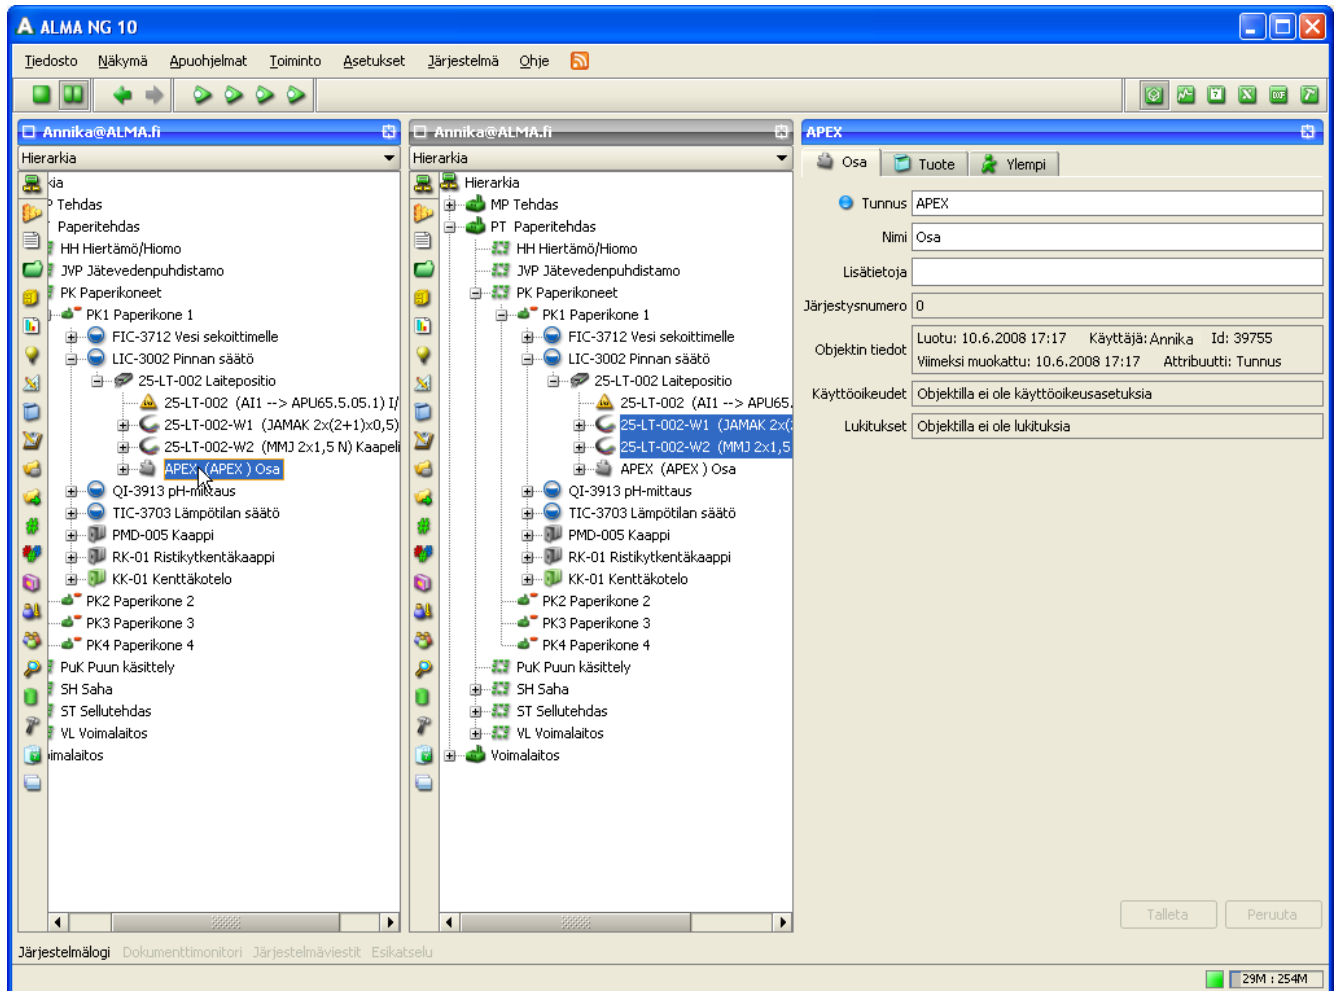 ALMA NG 10
Tiedosto Näkymä Apuohjelmat Toiminto Asetukset Järjestelmä Ohje
Annika@ALMA.fi
Hierarkia
kia
Tehdas
Paperitehdas
HH Hiertämö/Hiomo
JVP Jätevedenpuhdistamo
PK Paperikoneet
PK1 Paperikone 1
FIC-3712 Vesi sekoittimelle
LIC-3002 Pinnan säätö
25-LT-002 Laitepositio
25-LT-002 (AI1 --> APU65.5.05.1) I/
25-LT-002-W1 (JAMAK 2x(2+1)x0,5)
25-LT-002-W2 (MMJ 2x1,5 N) Kaapeli
APEX (APEX ) Osa
QI-3913 pH-mittaus
TIC-3703 Lämpötilan säätö
PMD-005 Kaappi
RK-01 Ristikytkentäkaappi
KK-01 Kenttäkotelo
PK2 Paperikone 2
PK3 Paperikone 3
PK4 Paperikone 4
PuK Puun käsittely
SH Saha
ST Sellutehdas
VL Voimalaitos
imalaitos
Annika@ALMA.fi
Hierarkia
Hierarkia
MP Tehdas
PT Paperitehdas
HH Hiertämö/Hiomo
JVP Jätevedenpuhdistamo
PK Paperikoneet
PK1 Paperikone 1
FIC-3712 Vesi sekoittimelle
LIC-3002 Pinnan säätö
25-LT-002 Laitepositio
25-LT-002 (AI1 --> APU65.
25-LT-002-W1 (JAMAK 2x(
25-LT-002-W2 (MMJ 2x1,5
APEX (APEX ) Osa
QI-3913 pH-mittaus
TIC-3703 Lämpötilan säätö
PMD-005 Kaappi
RK-01 Ristikytkentäkaappi
KK-01 Kenttäkotelo
PK2 Paperikone 2
PK3 Paperikone 3
PK4 Paperikone 4
PuK Puun käsittely
SH Saha
ST Sellutehdas
VL Voimalaitos
Voimalaitos
APEX
Osa Tuote Ylempi
Tunnus APEX
Nimi Osa
Lisätietoja
Järjestysnumero 0
Objektin tiedot Luotu: 10.6.2008 17:17 Käyttäjä: Annika Id: 39755
Viimeksi muokattu: 10.6.2008 17:17 Attribuutti: Tunnus
Käyttöoikeudet Objektilla ei ole käyttöoikeusasetuksia
Lukitukset Objektilla ei ole lukituksia
Talleta Peruuta
Järjestelmälogi Dokumenttimonitori Järjestelmäviestit Esikatselu
29M : 254M